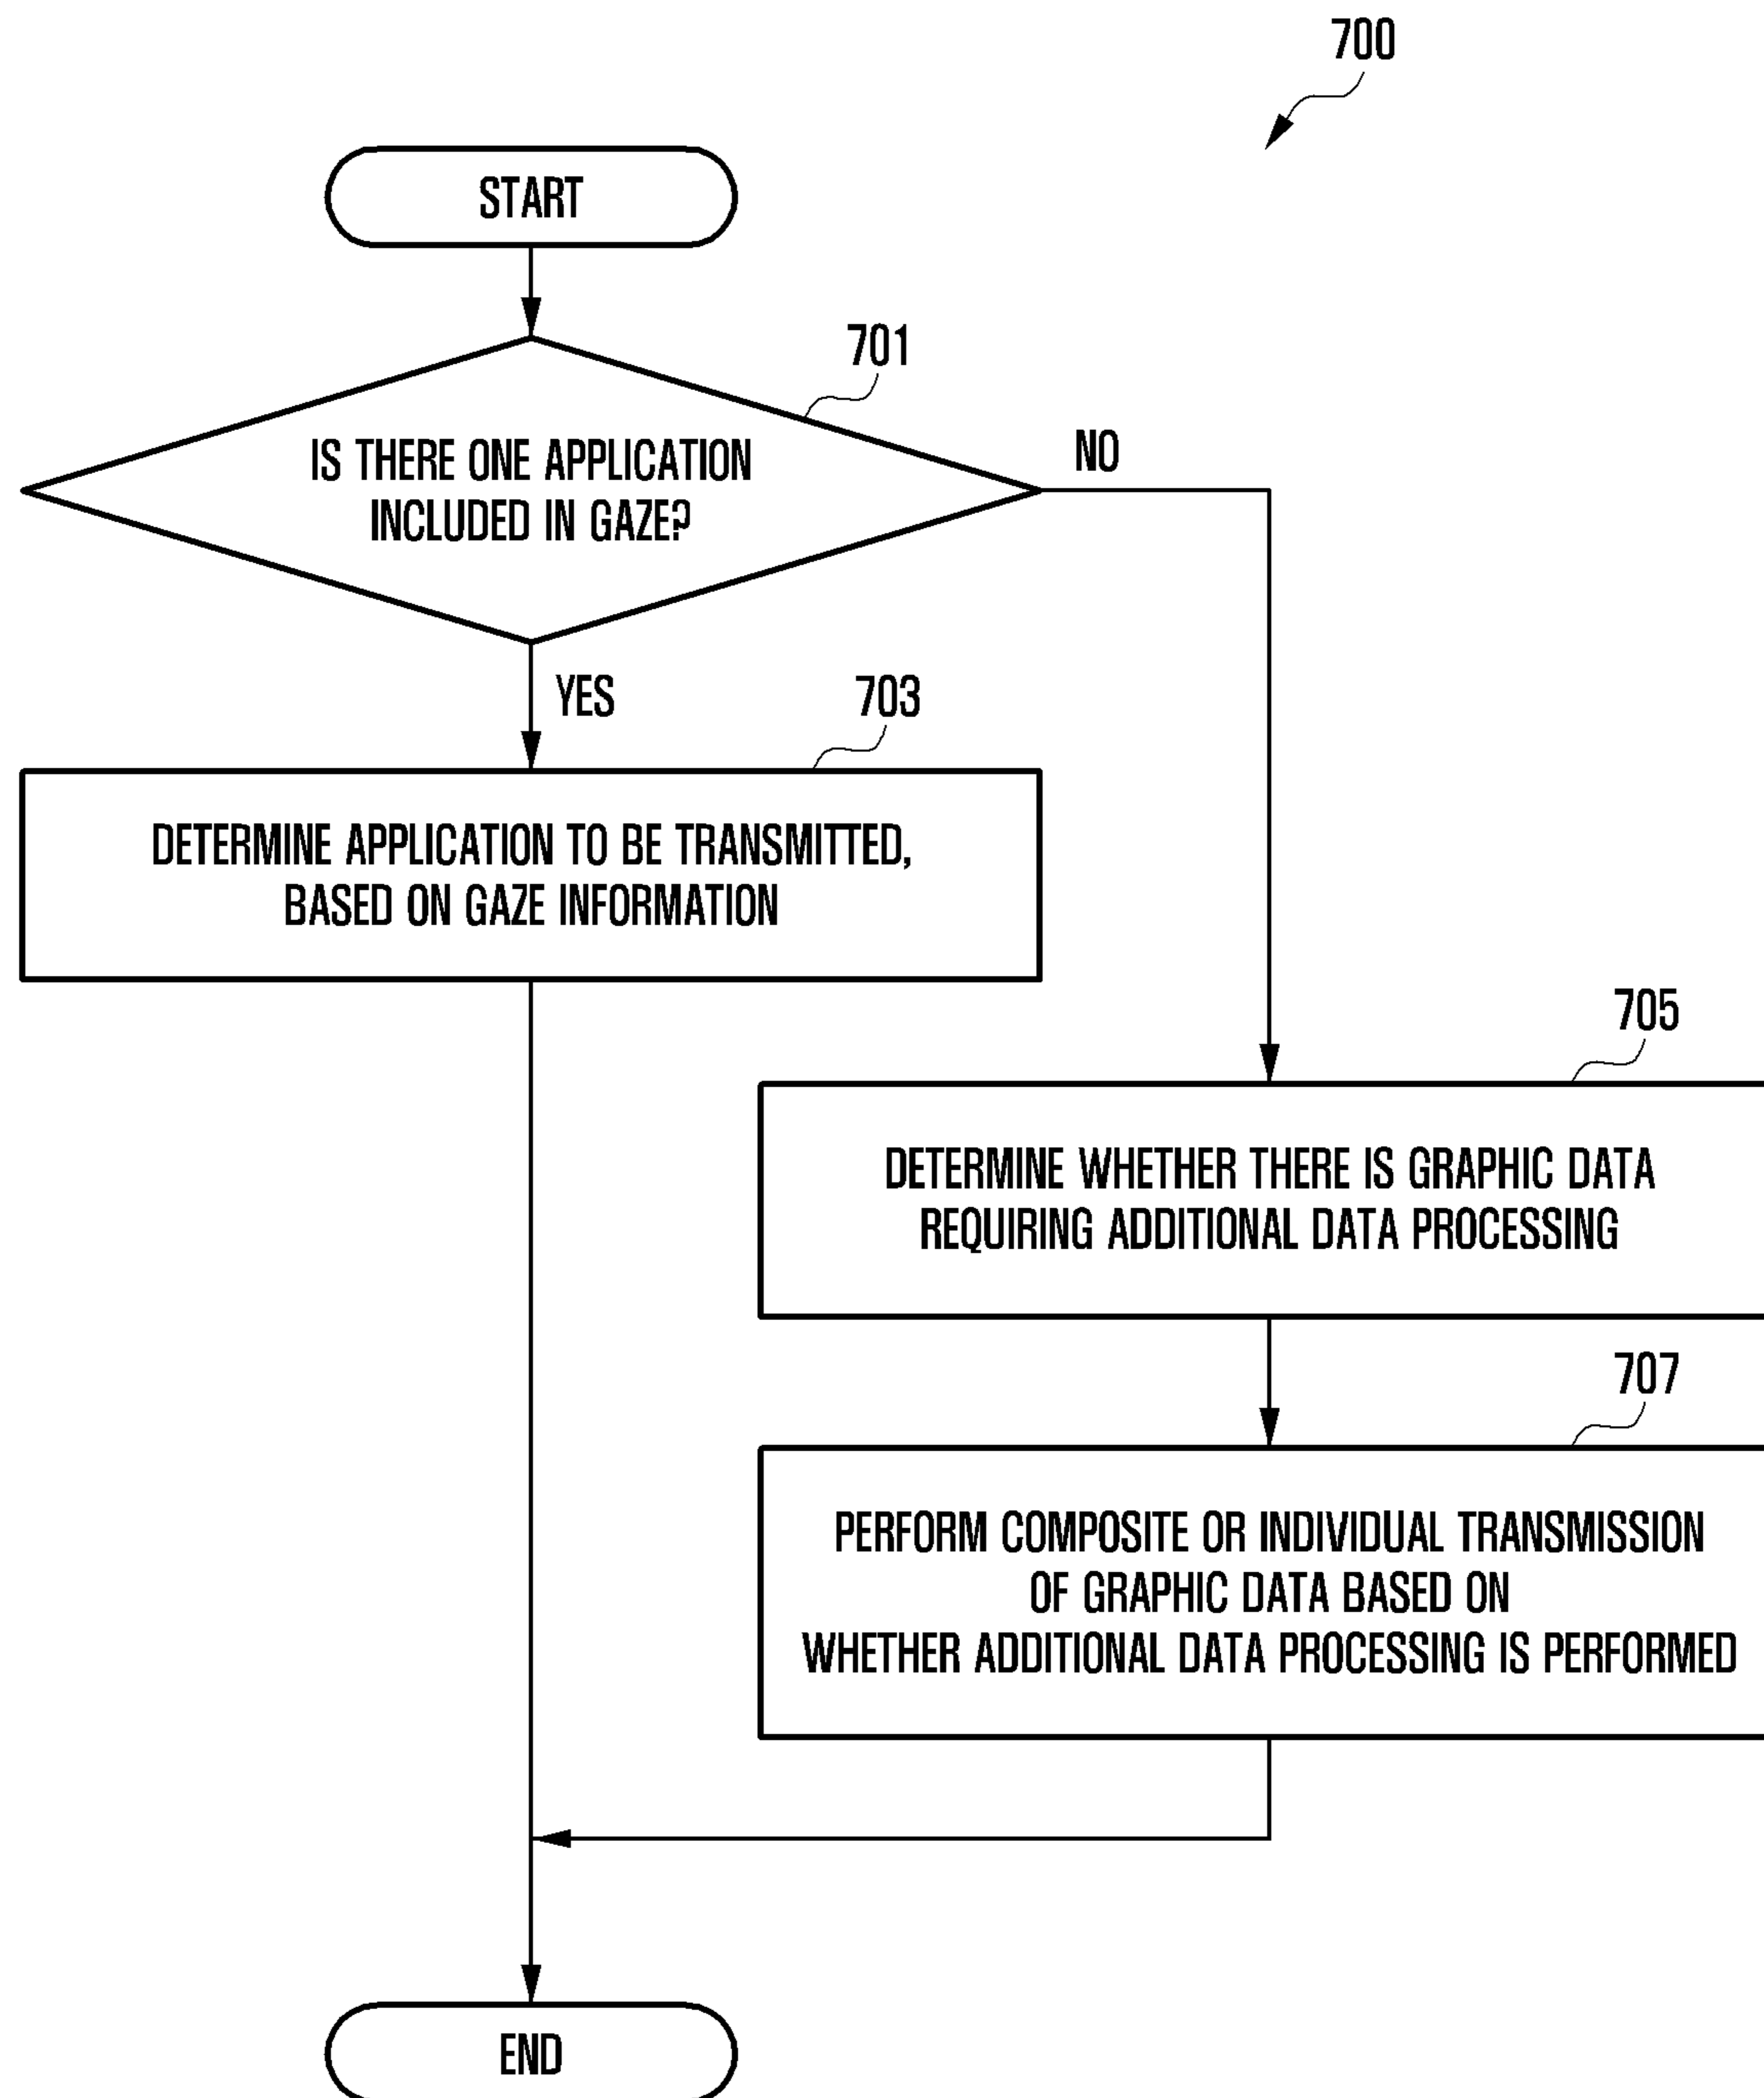 700
START
701
IS THERE ONE APPLICATION
INCLUDED IN GAZE?
NO
YES
703
DETERMINE APPLICATION TO BE TRANSMITTED,
BASED ON GAZE INFORMATION
705
DETERMINE WHETHER THERE IS GRAPHIC DATA
REQUIRING ADDITIONAL DATA PROCESSING
707
PERFORM COMPOSITE OR INDIVIDUAL TRANSMISSION
OF GRAPHIC DATA BASED ON
WHETHER ADDITIONAL DATA PROCESSING IS PERFORMED
END